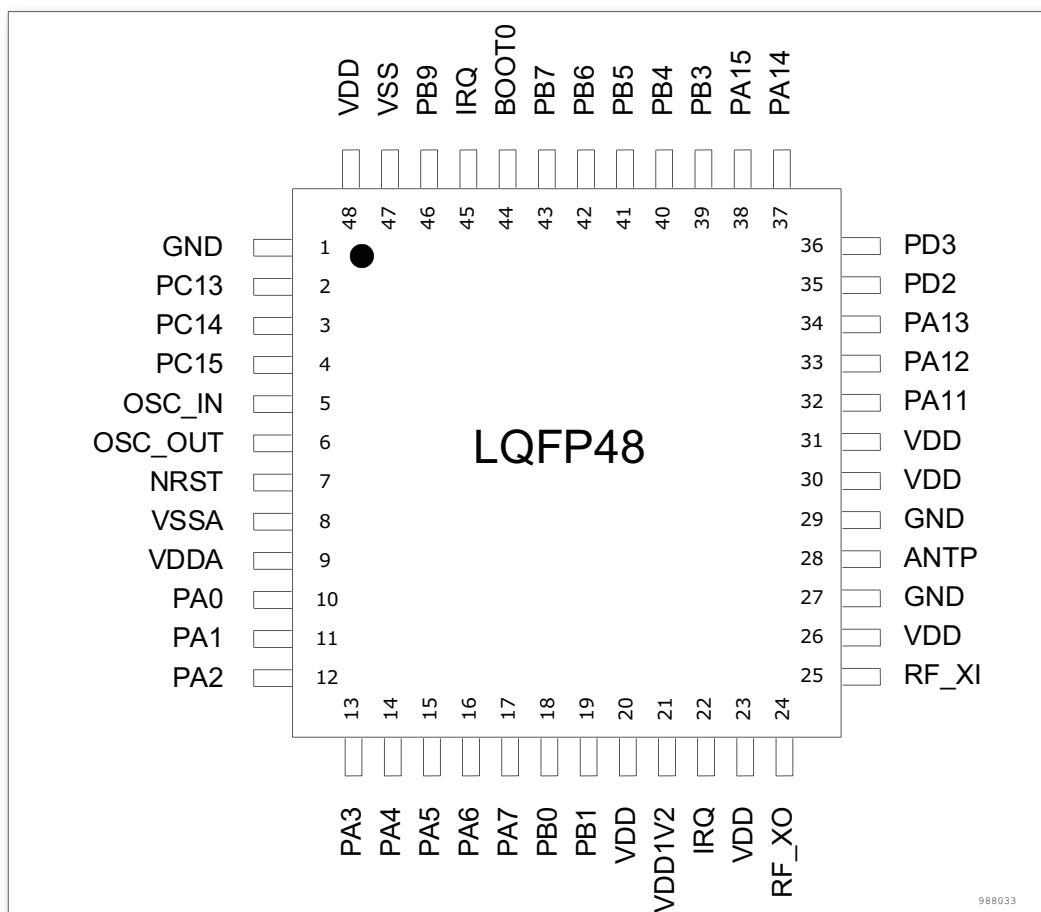 VDD
VSS
PB9
IRQ
BOOT0
PB7
PB6
PB5
PB4
PB3
PA15
PA14
48
47
46
45
44
43
42
41
40
39
38
37
GND 1
PC13 2
PC14 3
PC15 4
OSC_IN 5
OSC_OUT 6
NRST 7
VSSA 8
VDDA 9
PA0 10
PA1 11
PA2 12
LQFP48
36 PD3
35 PD2
34 PA13
33 PA12
32 PA11
31 VDD
30 VDD
29 GND
28 ANTP
27 GND
26 VDD
25 RF_XI
13
14
15
16
17
18
19
20
21
22
23
24
PA3
PA4
PA5
PA6
PA7
PB0
PB1
VDD
VDD1V2
IRQ
VDD
RF_XO
988033